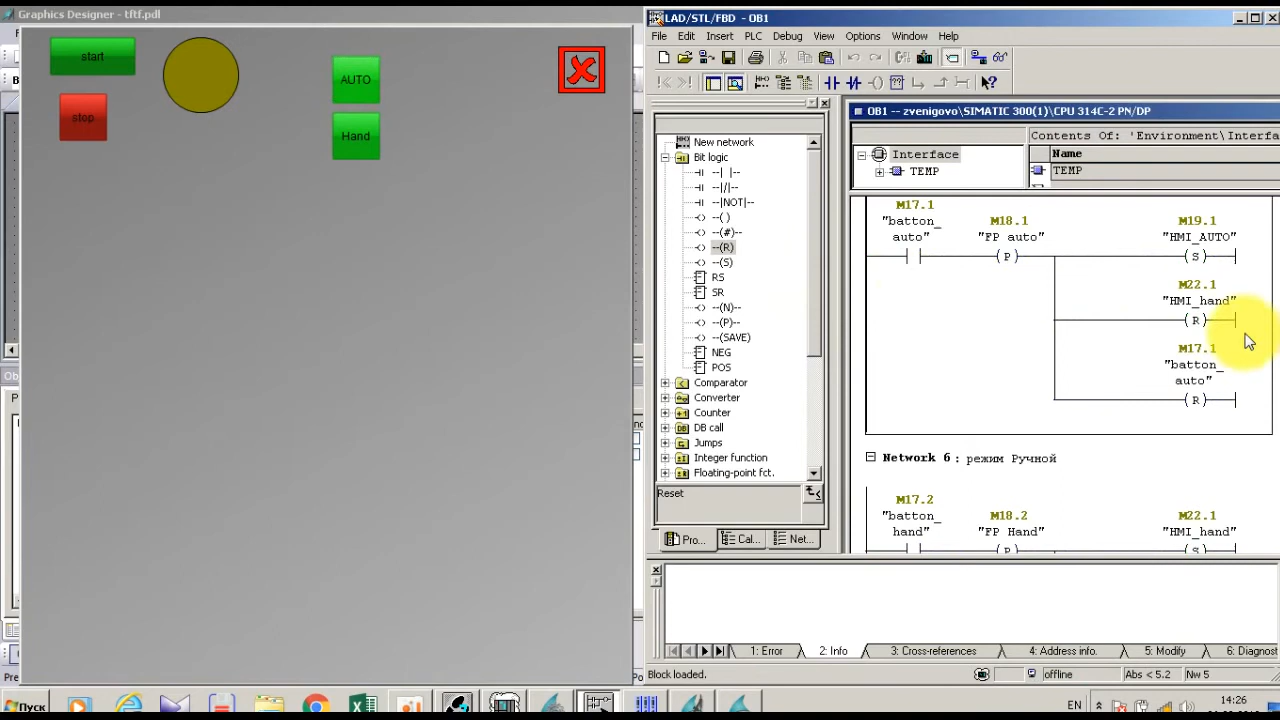 Graphics Designer - tftf.pdl
start
stop
AUTO
Hand
LAD/STL/FBD - OB1
File Edit Insert PLC Debug View Options Window Help
OB1 -- zvenigovo\SIMATIC 300(1)\CPU 314C-2 PN/DP
New network
Bit logic
--| |--
--|/|--
--|NOT|--
--( )
--(#)--
--(R)
--(S)
RS
SR
--(N)--
--(P)--
--(SAVE)
NEG
POS
Comparator
Converter
Counter
DB call
Jumps
Integer function
Floating-point fct.
Reset
Pro... Cal... Net...
Contents Of: 'Environment\Interfa
Interface
TEMP
Name
TEMP
M17.1
"batton_
auto"
M18.1
"FP auto"
P
M19.1
"HMI_AUTO"
S
M22.1
"HMI_hand"
R
M17.1
"batton_
auto"
R
Network 6 : режим Ручной
M17.2
"batton_
hand"
M18.2
"FP Hand"
P
M22.1
"HMI_hand"
S
1: Error 2: Info 3: Cross-references 4: Address info. 5: Modify 6: Diagnost
Block loaded. offline Abs < 5.2 Nw 5
Пуск EN 14:26